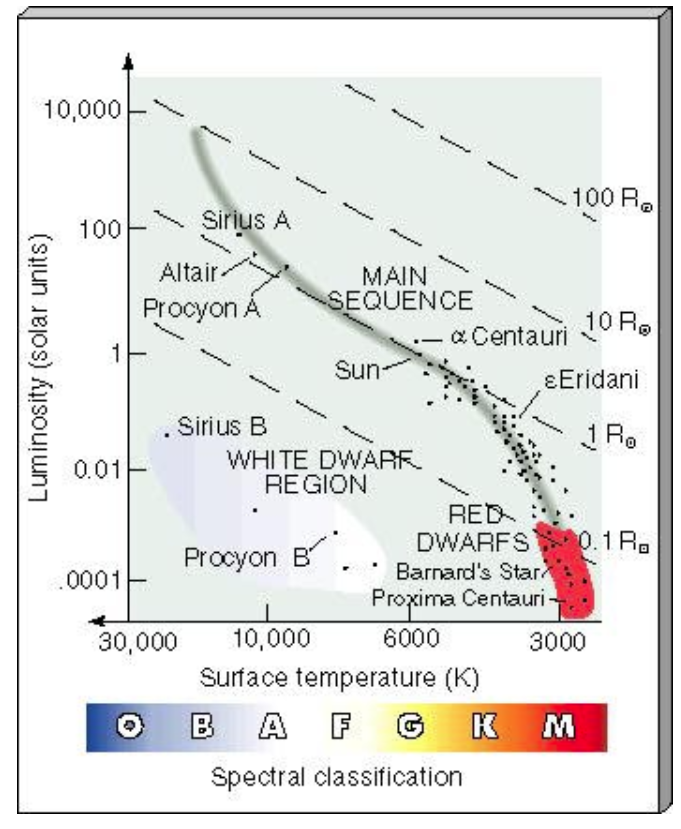 10,000
100
1
0.01
.0001
Luminosity (solar units)
100 R⊙
10 R⊙
1 R⊙
0.1 R⊡
Sirius A
Altair
Procyon A
MAIN
SEQUENCE
α Centauri
Sun
εEridani
Sirius B
WHITE DWARF
REGION
Procyon B
RED
DWARFS
Barnard's Star
Proxima Centauri
30,000 10,000 6000 3000
Surface temperature (K)
O B A F G K M
Spectral classification